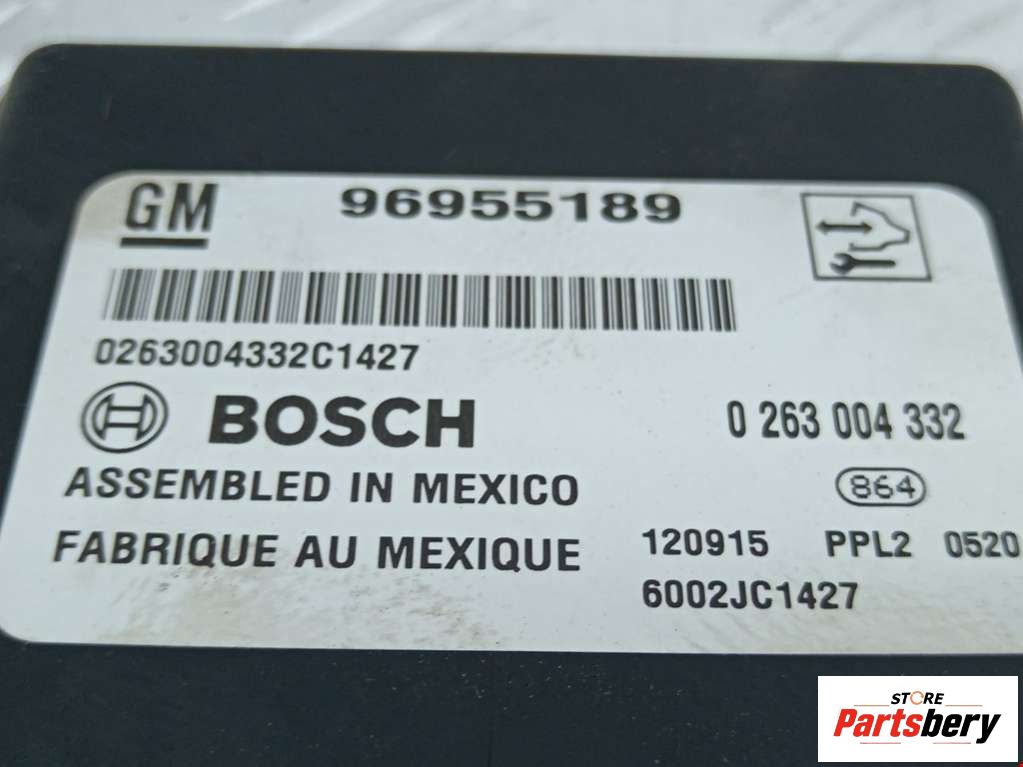 GM 96955189
0263004332C1427
BOSCH 0 263 004 332
ASSEMBLED IN MEXICO 864
FABRIQUE AU MEXIQUE 120915 PPL2 0520
6002JC1427
STORE
Partsbery